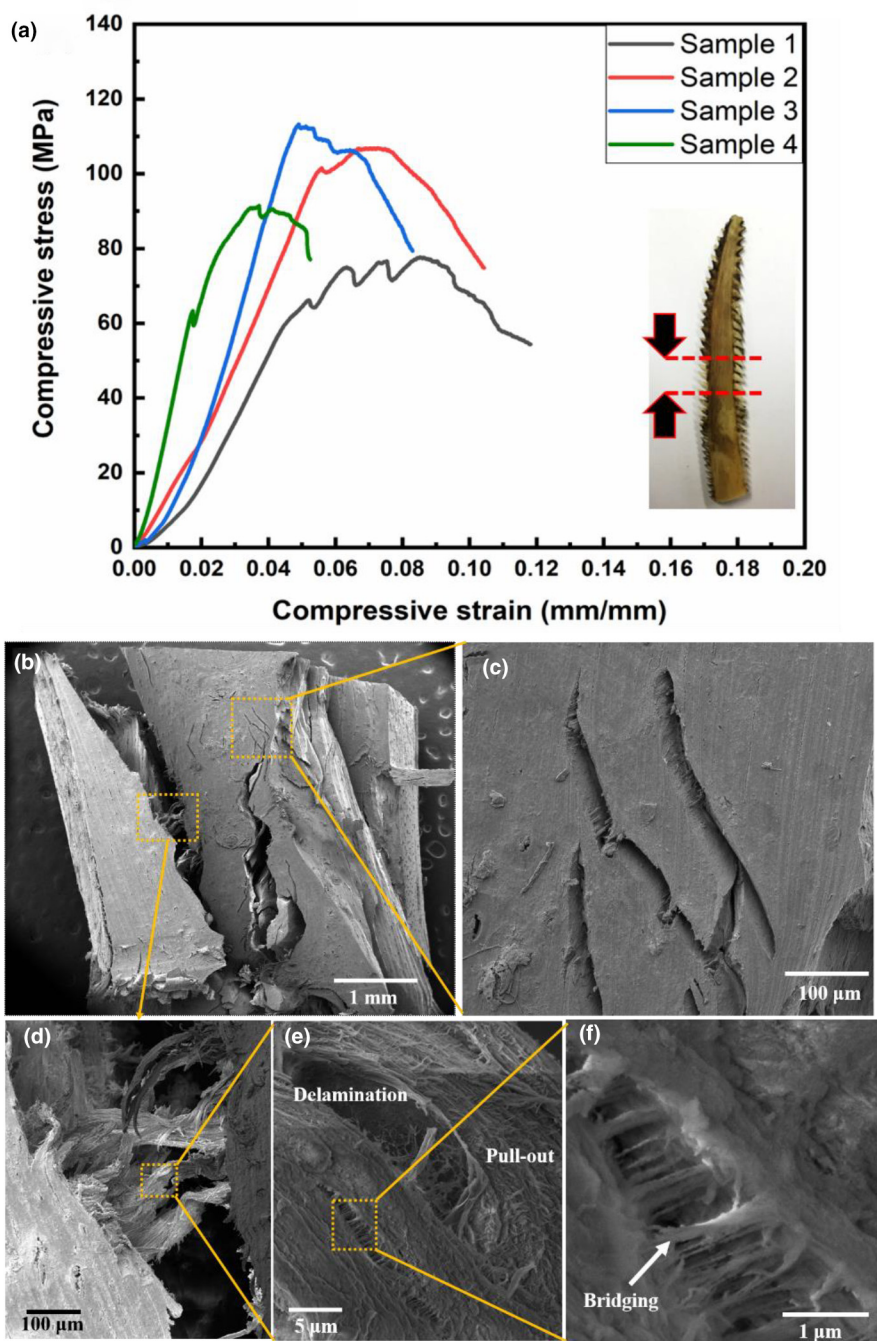 (a)
Compressive stress (MPa)
140
120
100
80
60
40
20
0
Sample 1
Sample 2
Sample 3
Sample 4
0.00 0.02 0.04 0.06 0.08 0.10 0.12 0.14 0.16 0.18 0.20
Compressive strain (mm/mm)
(b)
1 mm
(c)
100 µm
(d)
100 µm
(e)
Delamination
Pull-out
5 µm
(f)
Bridging
1 µm